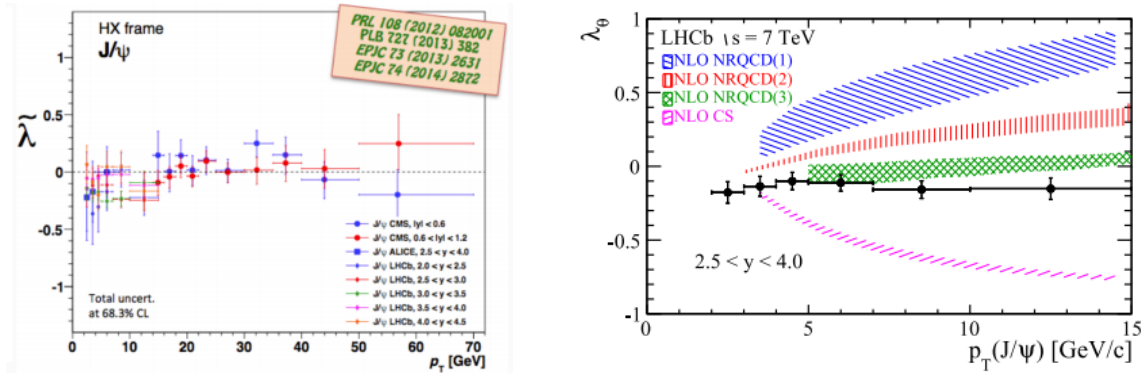 HX frame
J/ψ
PRL 108 (2012) 082001
PLB 727 (2013) 382
EPJC 73 (2013) 2631
EPJC 74 (2014) 2872
λ̃
1
0.5
0
-0.5
-1
J/ψ CMS, |y| < 0.6
J/ψ CMS, 0.6 < |y| < 1.2
J/ψ ALICE, 2.5 < y < 4.0
J/ψ LHCb, 2.0 < y < 2.5
J/ψ LHCb, 2.5 < y < 3.0
J/ψ LHCb, 3.0 < y < 3.5
J/ψ LHCb, 3.5 < y < 4.0
J/ψ LHCb, 4.0 < y < 4.5
Total uncert.
at 68.3% CL
0 10 20 30 40 50 60 70
p_T [GeV]
λ_θ
1
0.5
0
-0.5
-1
LHCb \s = 7 TeV
NLO NRQCD(1)
NLO NRQCD(2)
NLO NRQCD(3)
NLO CS
2.5 < y < 4.0
0 5 10 15
p_T(J/ψ) [GeV/c]